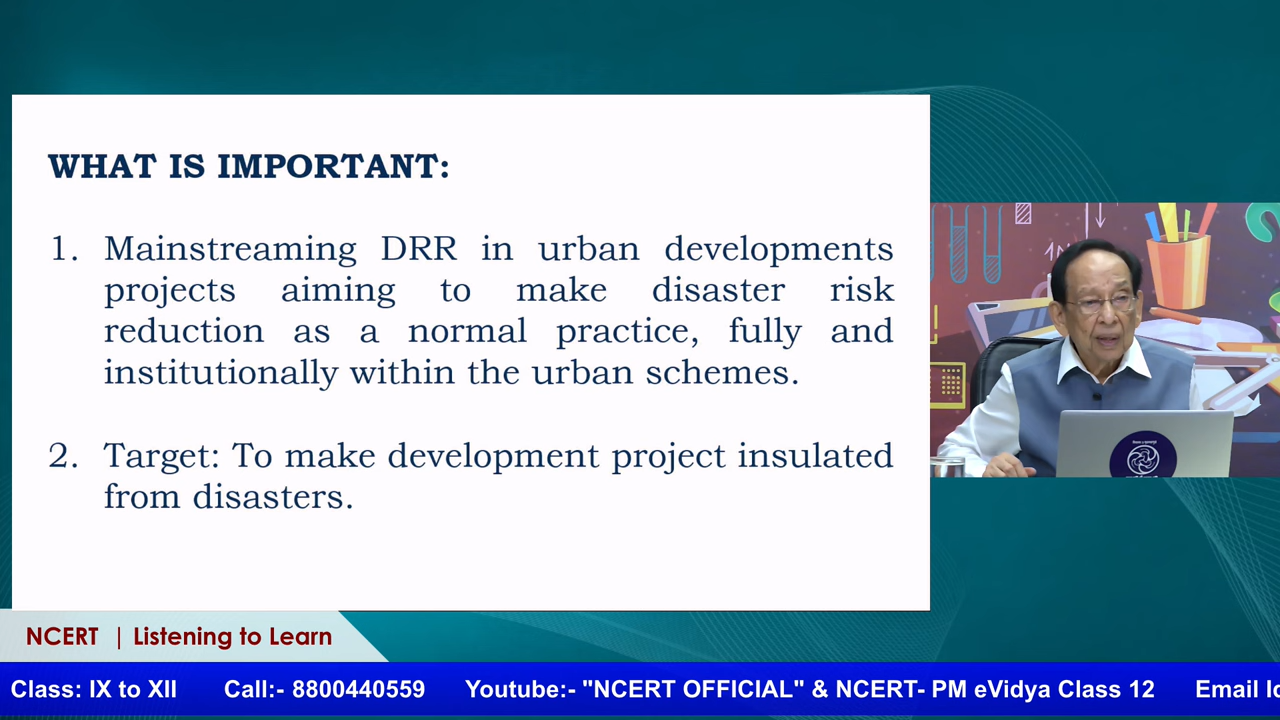 WHAT IS IMPORTANT:
1. Mainstreaming DRR in urban developments
projects aiming to make disaster risk
reduction as a normal practice, fully and
institutionally within the urban schemes.
2. Target: To make development project insulated
from disasters.
NCERT | Listening to Learn
Class: IX to XII Call:- 8800440559 Youtube:- "NCERT OFFICIAL" & NCERT- PM eVidya Class 12 Email